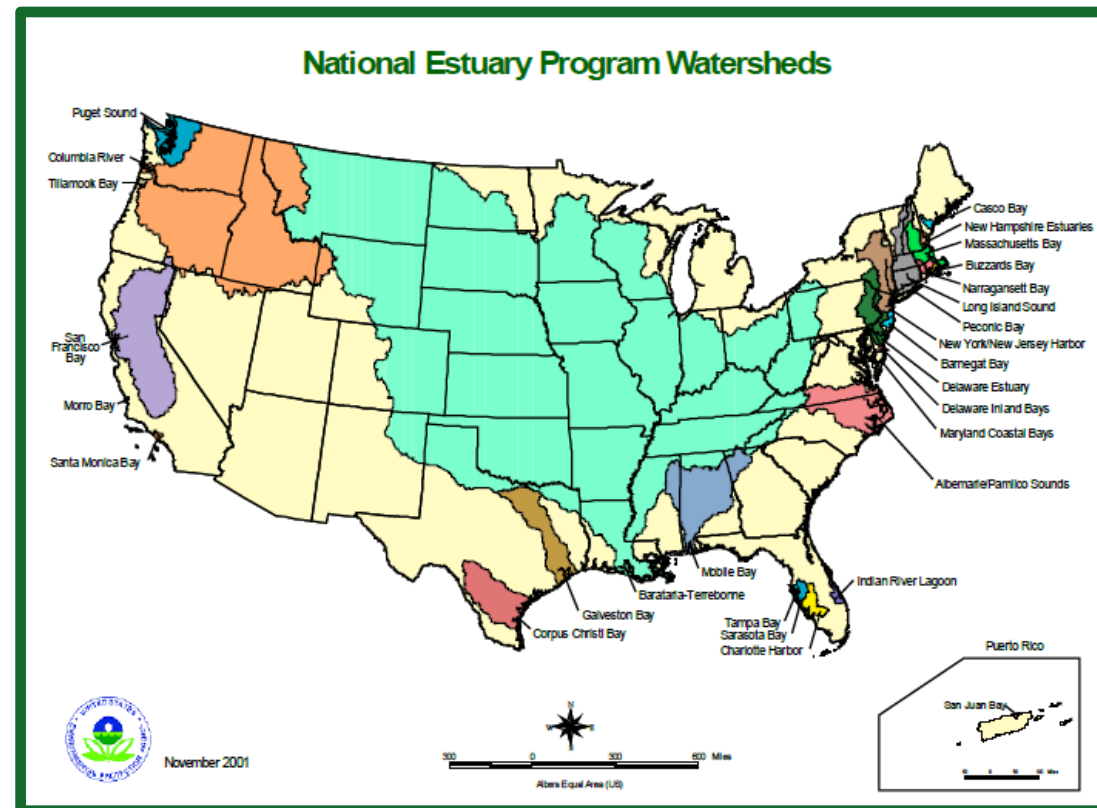 National Estuary Program Watersheds
Puget Sound
Columbia River
Tillamook Bay
San
Francisco
Bay
Morro Bay
Santa Monica Bay
Casco Bay
New Hampshire Estuaries
Massachusetts Bay
Buzzards Bay
Narragansett Bay
Long Island Sound
Peconic Bay
New York/New Jersey Harbor
Barnegat Bay
Delaware Estuary
Delaware Inland Bays
Maryland Coastal Bays
Albemarle/Pamlico Sounds
Mobile Bay
Barataria-Terrebonne
Galveston Bay
Corpus Christi Bay
Indian River Lagoon
Tampa Bay
Sarasota Bay
Charlotte Harbor
Puerto Rico
San Juan Bay
UNITED STATES
November 2001
N
W E
S
300 0 300 600 Miles
Albers Equal Area (US)